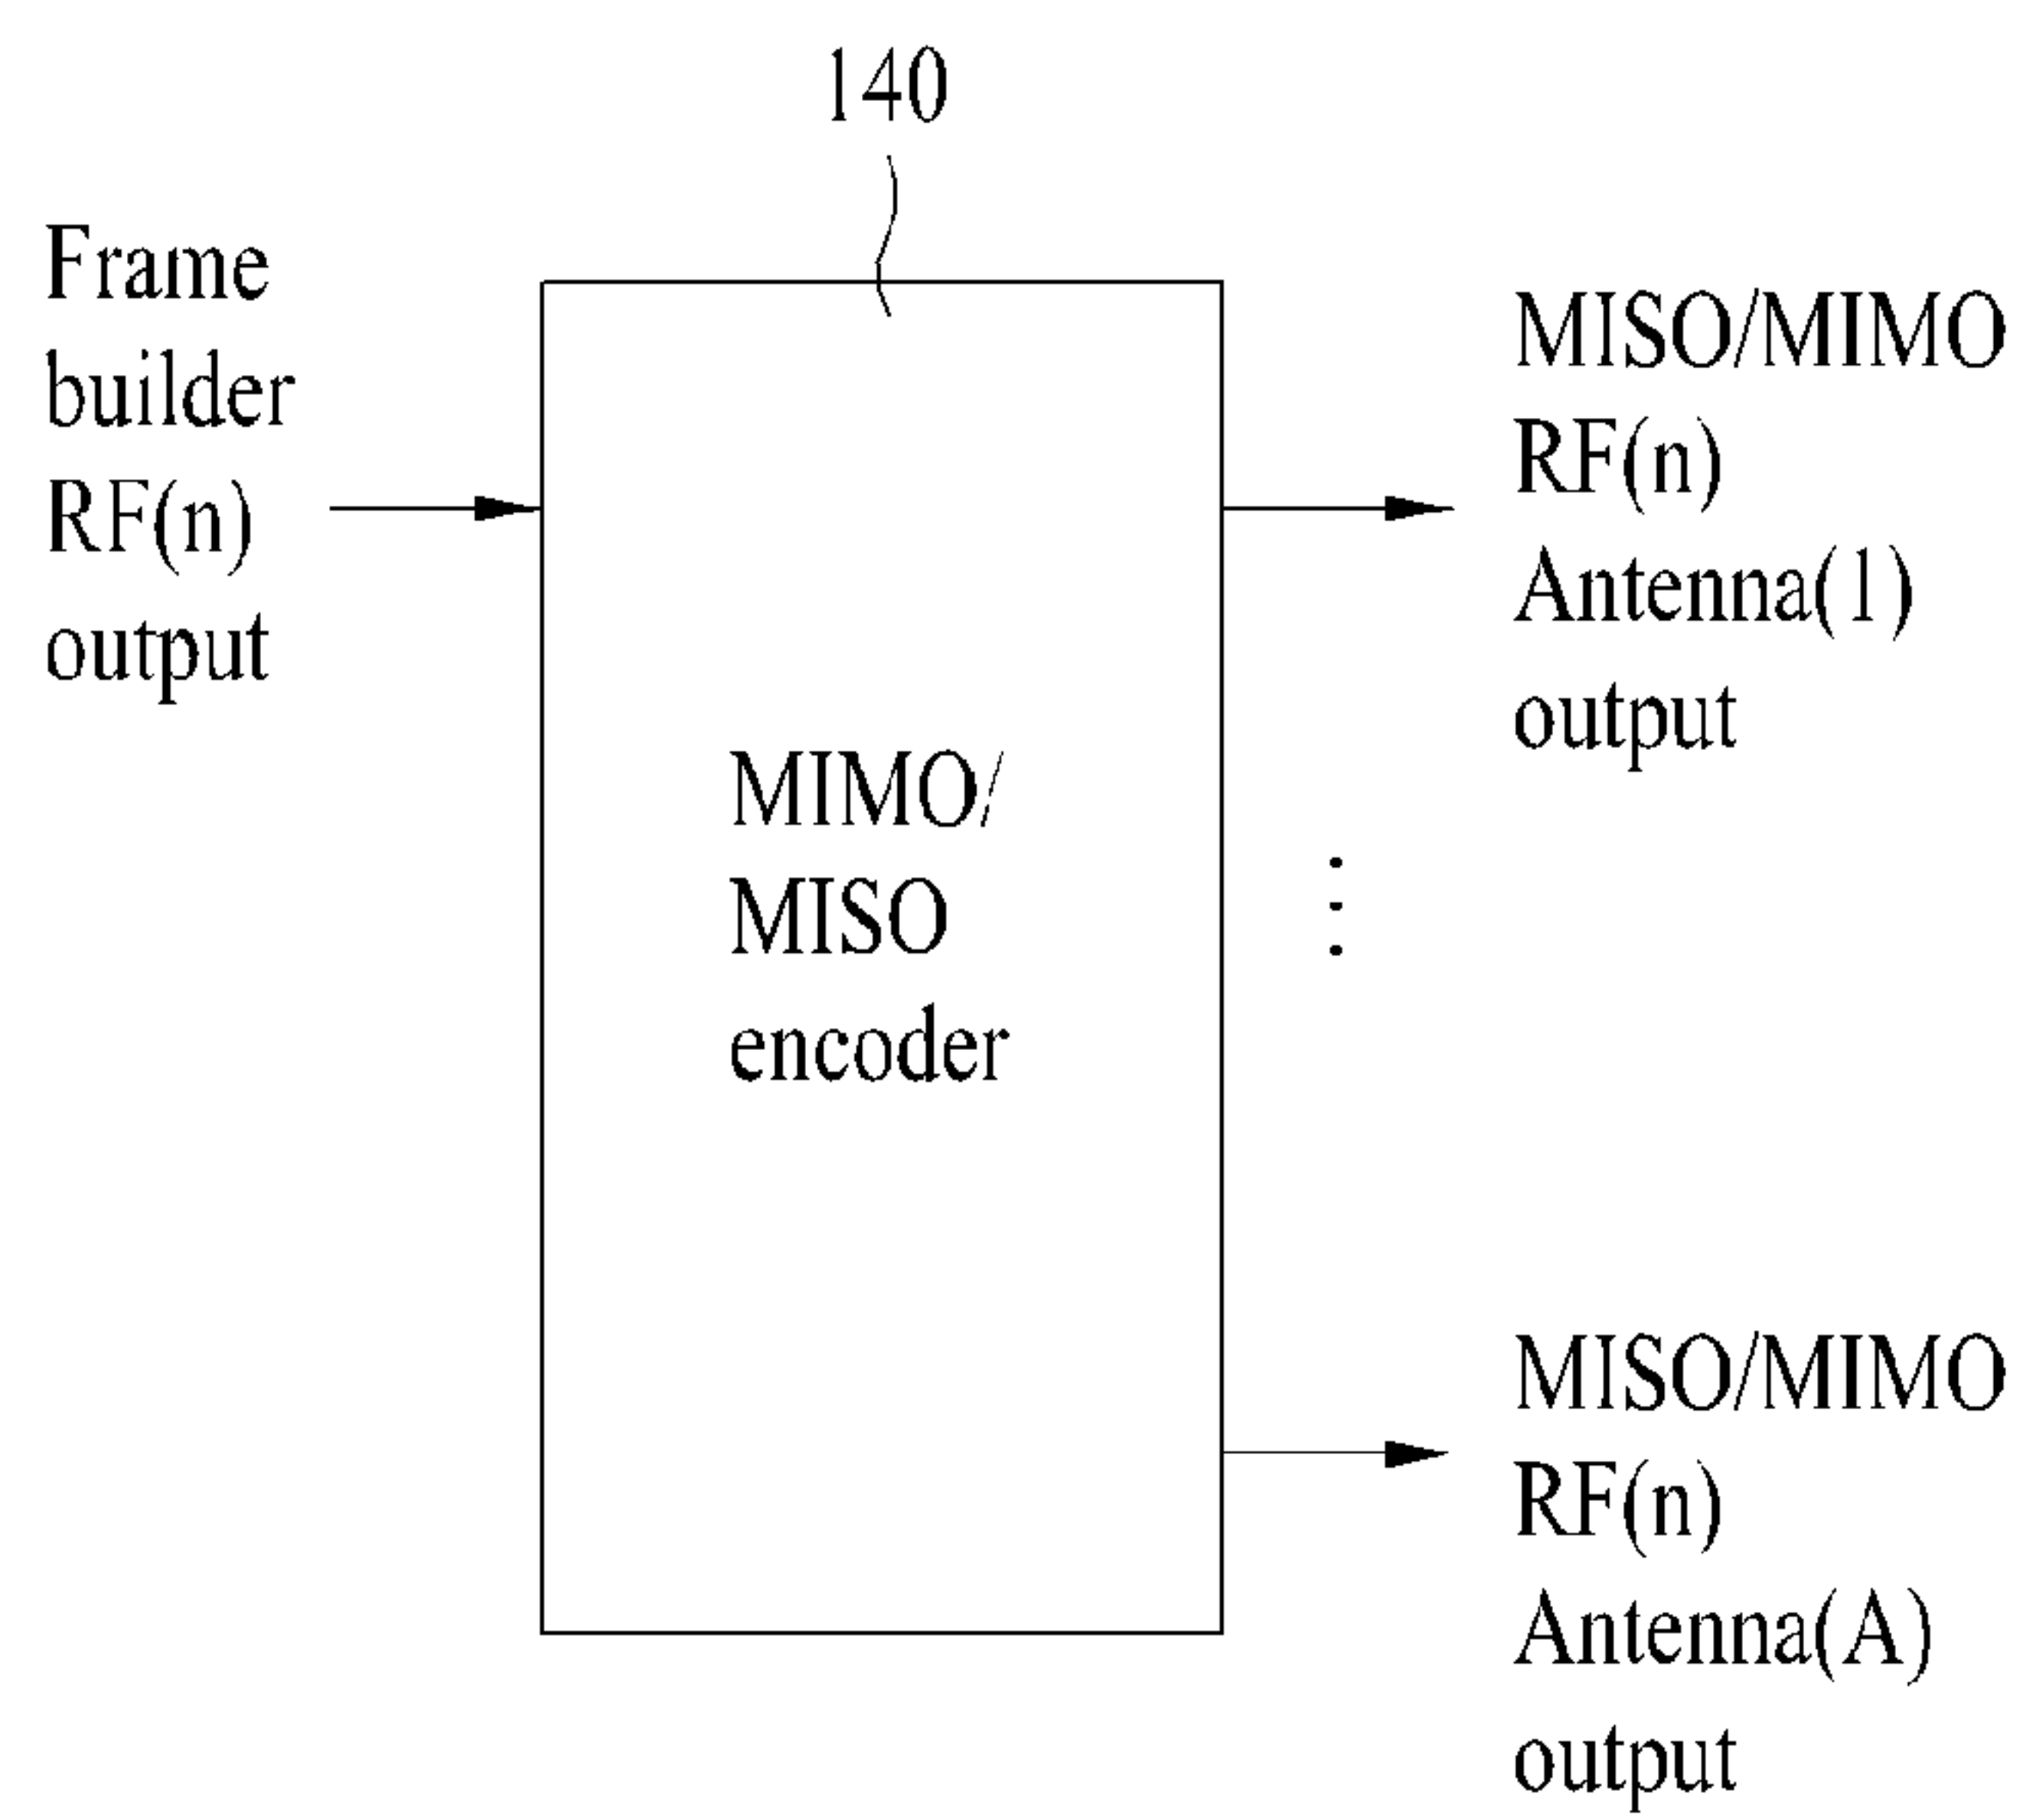 140
Frame
builder
RF(n)
output
MIMO/
MISO
encoder
MISO/MIMO
RF(n)
Antenna(1)
output
MISO/MIMO
RF(n)
Antenna(A)
output